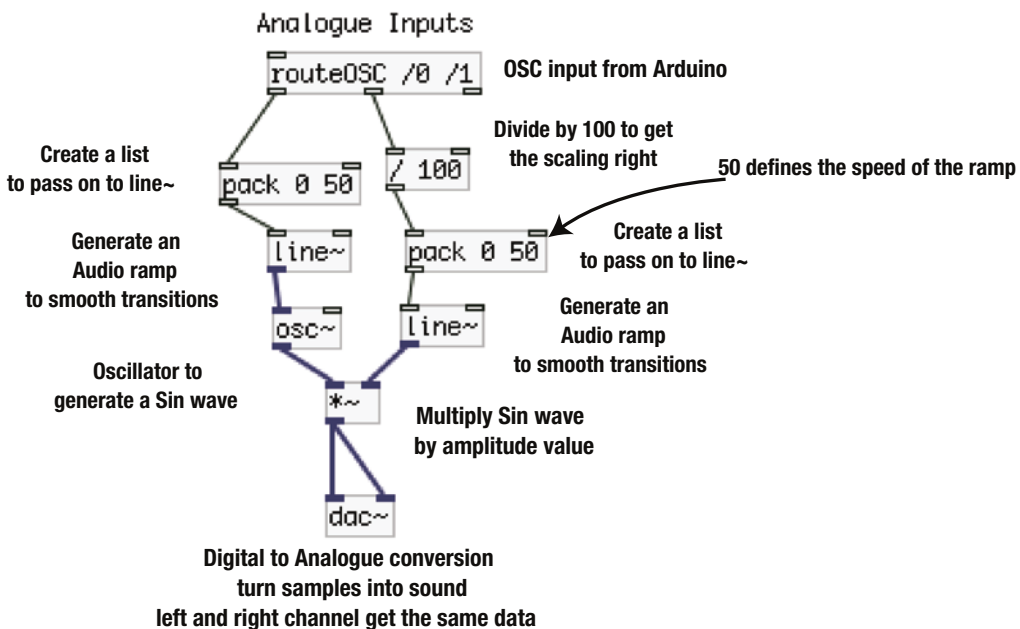 Analogue Inputs
routeOSC /0 /1
OSC input from Arduino
Divide by 100 to get
the scaling right
Create a list
to pass on to line~
pack 0 50
/ 100
50 defines the speed of the ramp
Generate an
Audio ramp
to smooth transitions
line~
pack 0 50
Create a list
to pass on to line~
osc~
line~
Generate an
Audio ramp
to smooth transitions
Oscillator to
generate a Sin wave
*~
Multiply Sin wave
by amplitude value
dac~
Digital to Analogue conversion
turn samples into sound
left and right channel get the same data